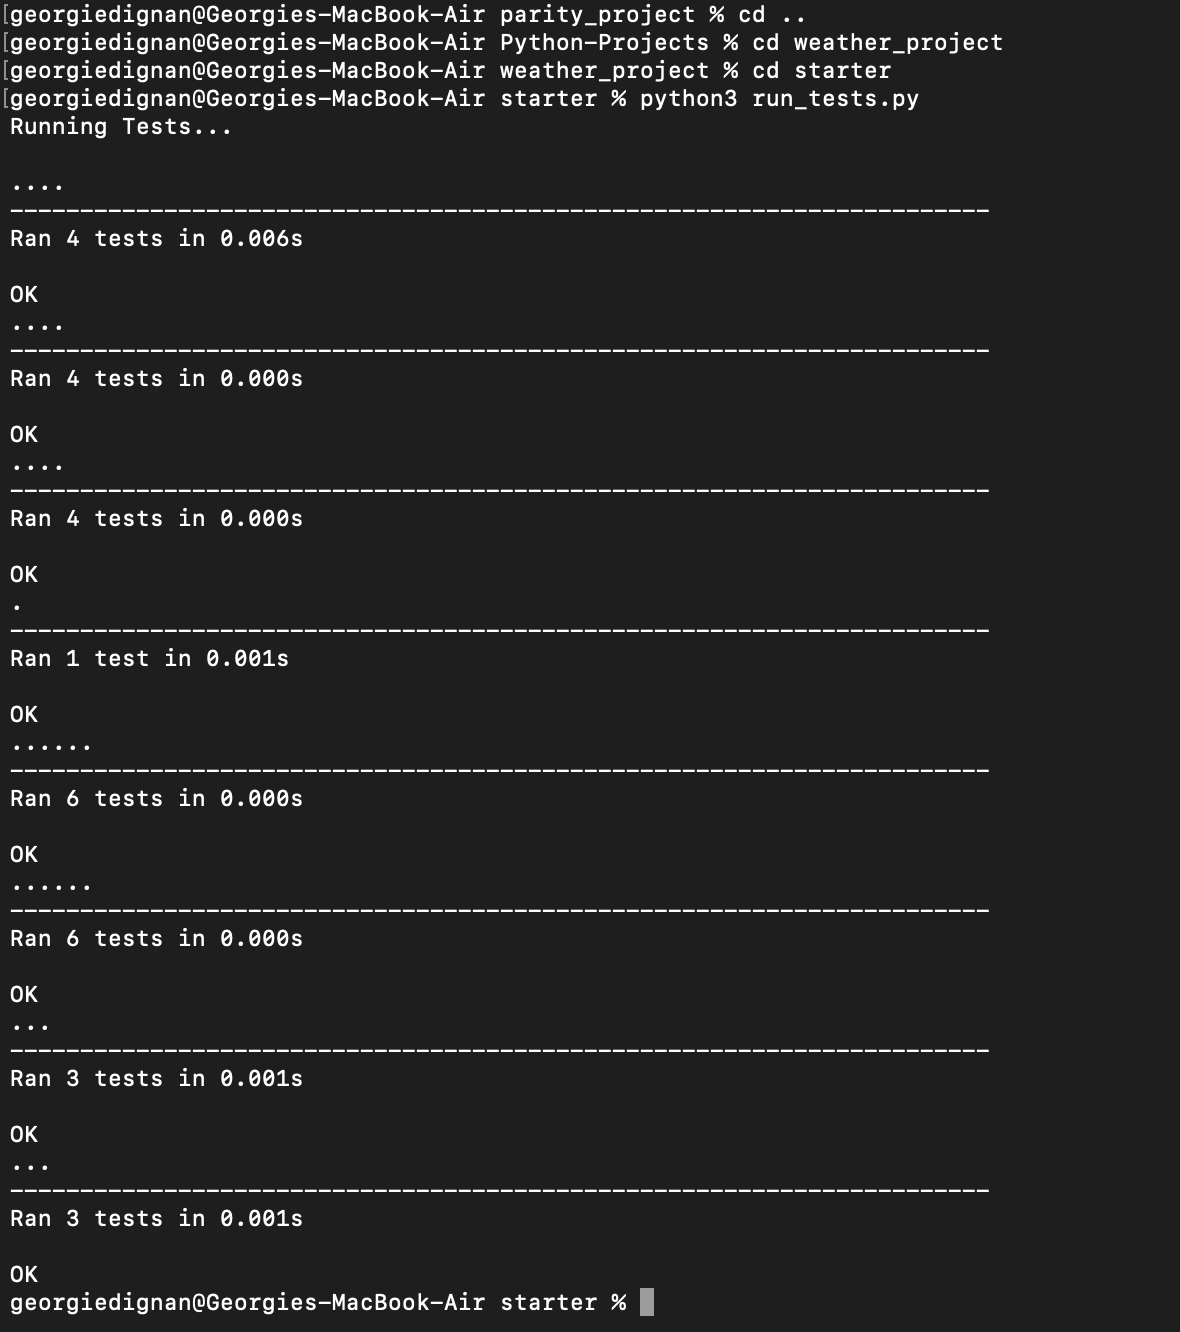 [georgiedignan@Georgies-MacBook-Air parity_project % cd ..
[georgiedignan@Georgies-MacBook-Air Python-Projects % cd weather_project
[georgiedignan@Georgies-MacBook-Air weather_project % cd starter
[georgiedignan@Georgies-MacBook-Air starter % python3 run_tests.py
Running Tests...

....
----------------------------------------------------------------------
Ran 4 tests in 0.006s

OK
....
----------------------------------------------------------------------
Ran 4 tests in 0.000s

OK
....
----------------------------------------------------------------------
Ran 4 tests in 0.000s

OK
.
----------------------------------------------------------------------
Ran 1 test in 0.001s

OK
......
----------------------------------------------------------------------
Ran 6 tests in 0.000s

OK
......
----------------------------------------------------------------------
Ran 6 tests in 0.000s

OK
...
----------------------------------------------------------------------
Ran 3 tests in 0.001s

OK
...
----------------------------------------------------------------------
Ran 3 tests in 0.001s

OK
georgiedignan@Georgies-MacBook-Air starter %